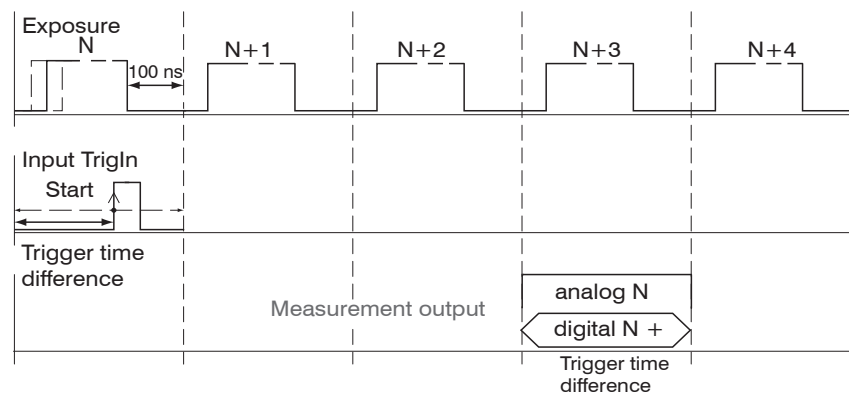 Exposure
N
100 ns
N+1
N+2
N+3
N+4
Input TrigIn
Start
Trigger time
difference
Measurement output
analog N
digital N +
Trigger time
difference